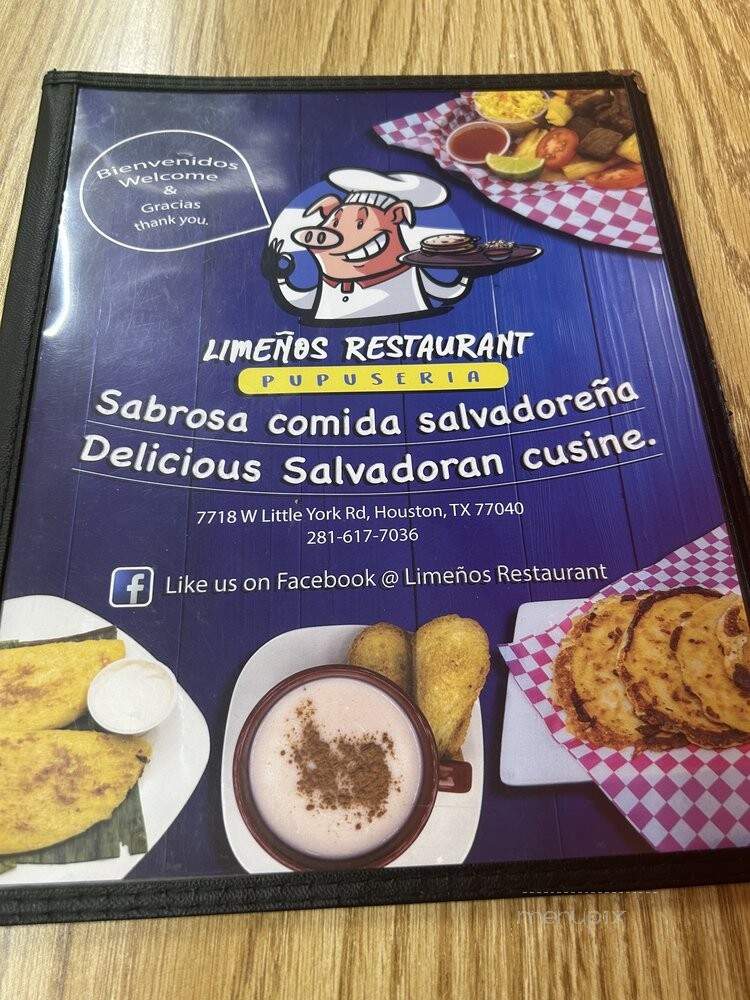 Bienvenidos
Welcome
&
Gracias
thank you.
LIMEÑOS RESTAURANT
PUPUSERIA
Sabrosa comida salvadoreña
Delicious Salvadoran cusine.
7718 W Little York Rd, Houston, TX 77040
281-617-7036
f Like us on Facebook @ Limeños Restaurant
menupix